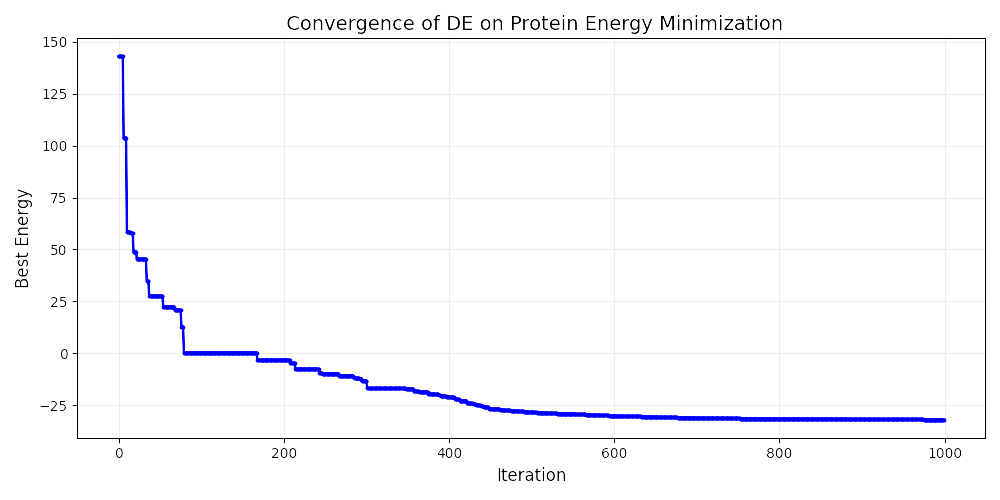 Convergence of DE on Protein Energy Minimization
150
125
100
75
50
25
0
−25
Best Energy
0 200 400 600 800 1000
Iteration